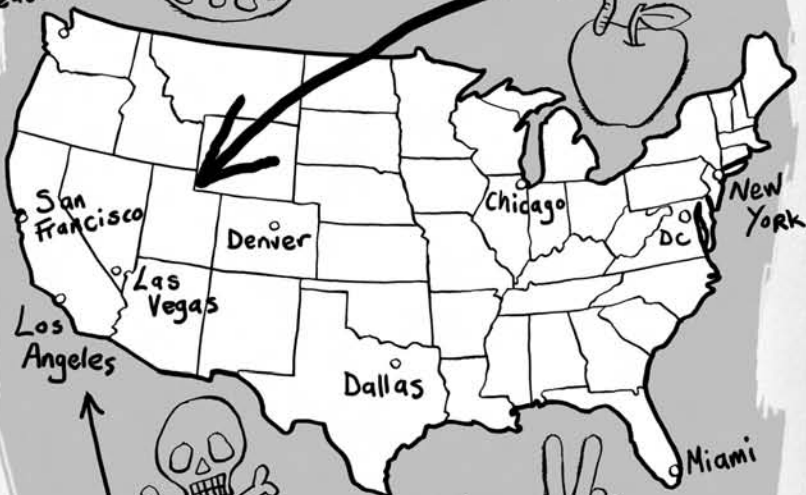 San
Francisco
Denver
Las
Vegas
Los
Angeles
Dallas
Chicago
New
York
DC
Miami